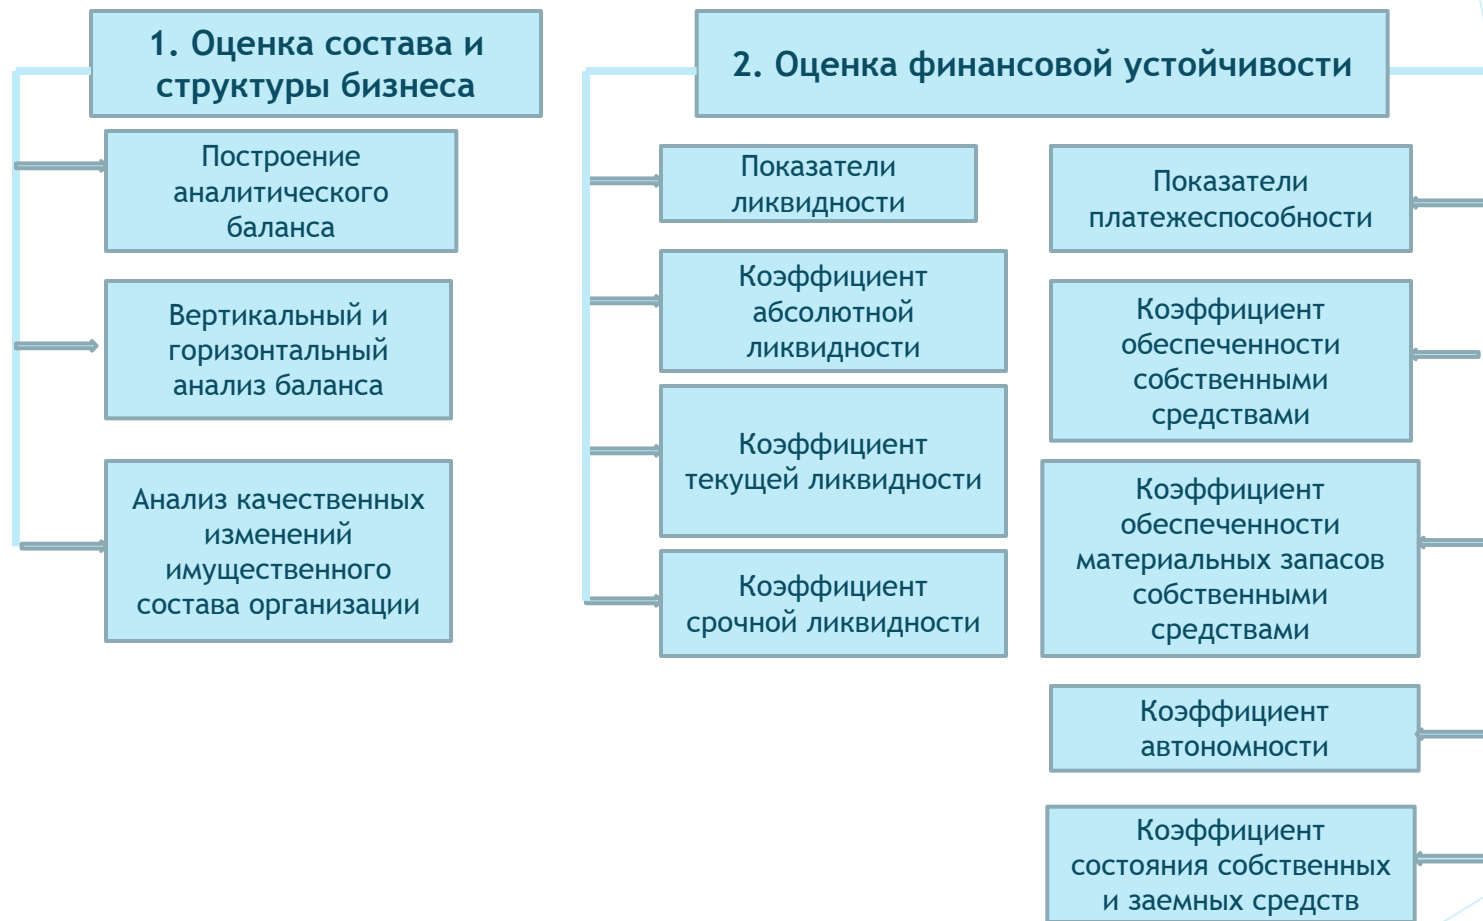 1. Оценка состава и
структуры бизнеса
Построение
аналитического
баланса
Вертикальный и
горизонтальный
анализ баланса
Анализ качественных
изменений
имущественного
состава организации
2. Оценка финансовой устойчивости
Показатели
ликвидности
Коэффициент
абсолютной
ликвидности
Коэффициент
текущей ликвидности
Коэффициент
срочной ликвидности
Показатели
платежеспособности
Коэффициент
обеспеченности
собственными
средствами
Коэффициент
обеспеченности
материальных запасов
собственными
средствами
Коэффициент
автономности
Коэффициент
состояния собственных
и заемных средств